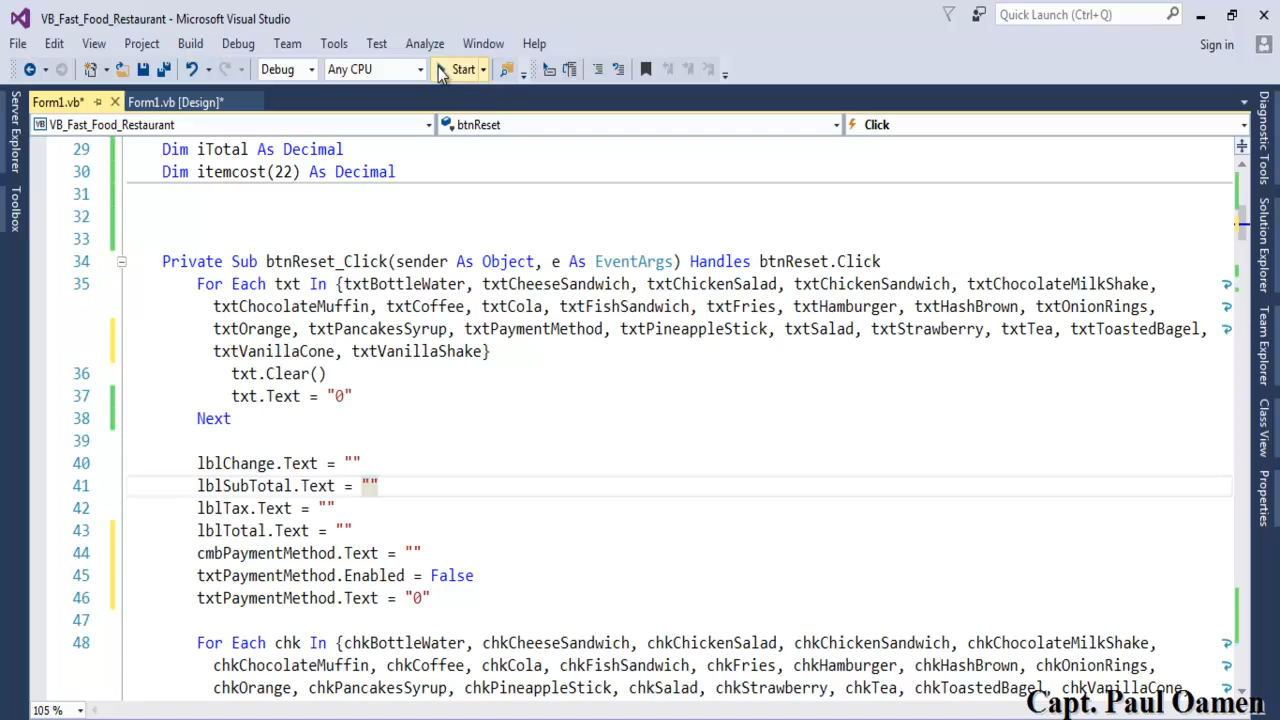 VB_Fast_Food_Restaurant - Microsoft Visual Studio
Quick Launch (Ctrl+Q)
File Edit View Project Build Debug Team Tools Test Analyze Window Help
Sign in
Debug Any CPU Start
Form1.vb* Form1.vb [Design]*
VB_Fast_Food_Restaurant btnReset Click
Server Explorer
Toolbox
29 Dim iTotal As Decimal
30 Dim itemcost(22) As Decimal
31
32
33
34 Private Sub btnReset_Click(sender As Object, e As EventArgs) Handles btnReset.Click
35 For Each txt In {txtBottleWater, txtCheeseSandwich, txtChickenSalad, txtChickenSandwich, txtChocolateMilkShake,
txtChocolateMuffin, txtCoffee, txtCola, txtFishSandwich, txtFries, txtHamburger, txtHashBrown, txtOnionRings,
txtOrange, txtPancakesSyrup, txtPaymentMethod, txtPineappleStick, txtSalad, txtStrawberry, txtTea, txtToastedBagel,
txtVanillaCone, txtVanillaShake}
36 txt.Clear()
37 txt.Text = "0"
38 Next
39
40 lblChange.Text = ""
41 lblSubTotal.Text = ""
42 lblTax.Text = ""
43 lblTotal.Text = ""
44 cmbPaymentMethod.Text = ""
45 txtPaymentMethod.Enabled = False
46 txtPaymentMethod.Text = "0"
47
48 For Each chk In {chkBottleWater, chkCheeseSandwich, chkChickenSalad, chkChickenSandwich, chkChocolateMilkShake,
chkChocolateMuffin, chkCoffee, chkCola, chkFishSandwich, chkFries, chkHamburger, chkHashBrown, chkOnionRings,
chkOrange, chkPancakesSyrup, chkPineappleStick, chkSalad, chkStrawberry, chkTea, chkToastedBagel, chkVanillaCone
Diagnostic Tools
Solution Explorer
Team Explorer
Class View
Properties
105 %
Capt. Paul Oamen